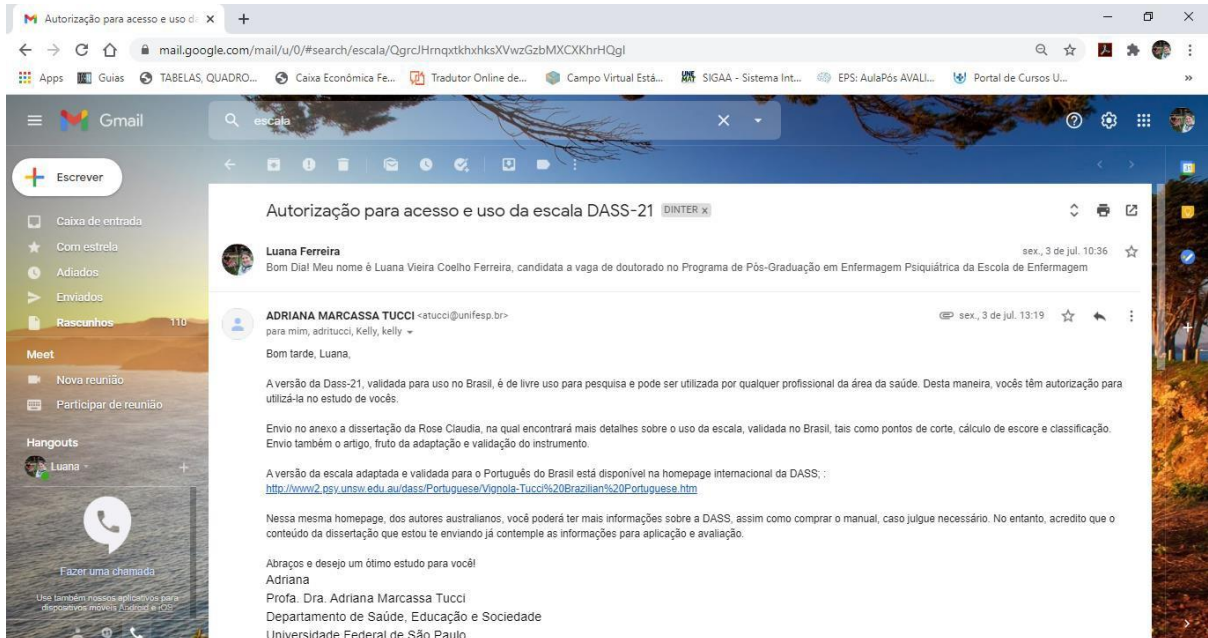 Autorização para acesso e uso d
mail.google.com/mail/u/0/#search/escala/QgrcJHrnqxtkhxhksXVwzGzbMXCXKhrHQgl
Apps Guias TABELAS, QUADRO... Caixa Econômica Fe... Tradutor Online de... Campo Virtual Está... SIGAA - Sistema Int... EPS: AulaPós AVALI... Portal de Cursos U...
Gmail
escala
Escrever
Autorização para acesso e uso da escala DASS-21 DINTER x
Caixa de entrada
Com estrela
Adiados
Enviados
Rascunhos 110
Luana Ferreira sex., 3 de jul. 10:36
Bom Dia! Meu nome è Luana Vieira Coelho Ferreira, candidata a vaga de doutorado no Programa de Pós-Graduação em Enfermagem Psiquiátrica da Escola de Enfermagem
ADRIANA MARCASSA TUCCI <atucci@unifesp.br> sex., 3 de jul. 13:19
para mim, adritucci, Kelly, kelly
Meet
Nova reunião
Participar de reunião
Hangouts
Luana
Fazer uma chamada
Use também nossos aplicativos para
dispositivos móveis Android e iOS
Bom tarde, Luana,
A versão da Dass-21, validada para uso no Brasil, é de livre uso para pesquisa e pode ser utilizada por qualquer profissional da área da saúde. Desta maneira, vocês têm autorização para
utilizá-la no estudo de vocês.
Envio no anexo a dissertação da Rose Claudia, na qual encontrará mais detalhes sobre o uso da escala, validada no Brasil, tais como pontos de corte, cálculo de escore e classificação.
Envio também o artigo, fruto da adaptação e validação do instrumento.
A versão da escala adaptada e validada para o Português do Brasil está disponível na homepage internacional da DASS; :
http://www2.psy.unsw.edu.au/dass/Portuguese/Vignola-Tucci%20Brazilian%20Portuguese.htm
Nessa mesma homepage, dos autores australianos, você poderá ter mais informações sobre a DASS, assim como comprar o manual, caso julgue necessário. No entanto, acredito que o
conteúdo da dissertação que estou te enviando já contemple as informações para aplicação e avaliação.
Abraços e desejo um ótimo estudo para você!
Adriana
Profa. Dra. Adriana Marcassa Tucci
Departamento de Saúde, Educação e Sociedade
Universidade Federal de São Paulo